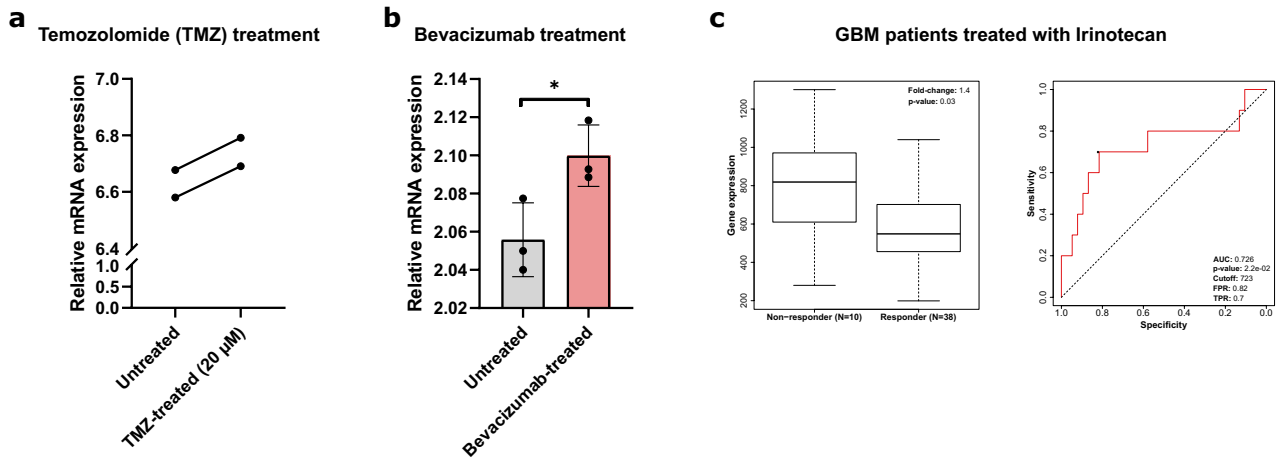 a
Temozolomide (TMZ) treatment
Relative mRNA expression
7.0
6.8
6.6
6.4
1.0
0.5
0.0
Untreated
TMZ-treated (20 µM)
b
Bevacizumab treatment
Relative mRNA expression
2.14
2.12
2.10
2.08
2.06
2.04
2.02
*
Untreated
Bevacizumab-treated
c
GBM patients treated with Irinotecan
Gene expression
1200
1000
800
600
400
200
Fold-change: 1.4
p-value: 0.03
Non-responder (N=10)
Responder (N=38)
Sensitivity
1.0
0.8
0.6
0.4
0.2
0.0
AUC: 0.726
p-value: 2.2e-02
Cutoff: 723
FPR: 0.82
TPR: 0.7
1.0
0.8
0.6
0.4
0.2
0.0
Specificity